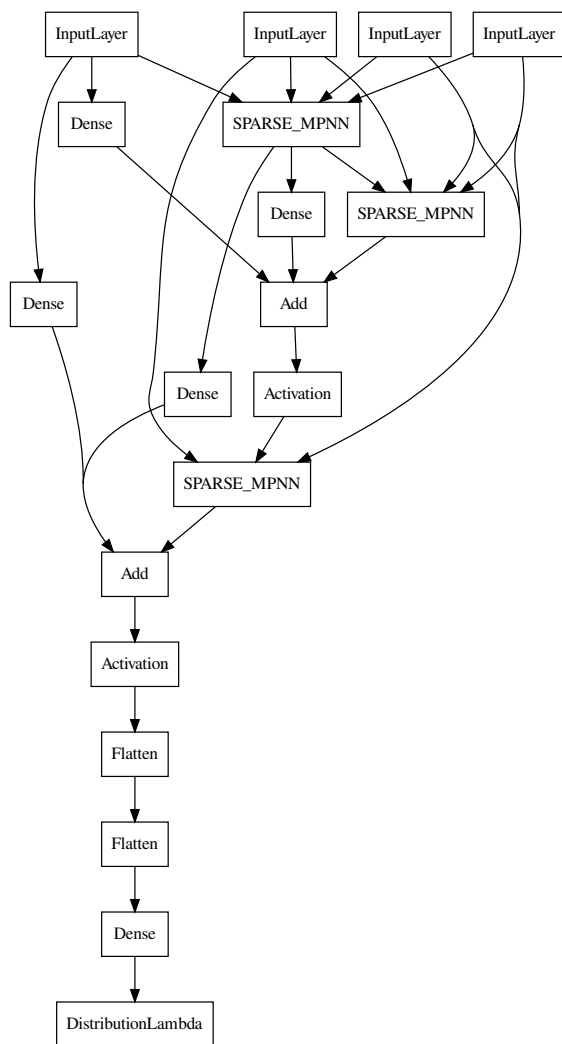 InputLayer
InputLayer
InputLayer
InputLayer
Dense
SPARSE_MPNN
Dense
SPARSE_MPNN
Dense
Add
Dense
Activation
SPARSE_MPNN
Add
Activation
Flatten
Flatten
Dense
DistributionLambda